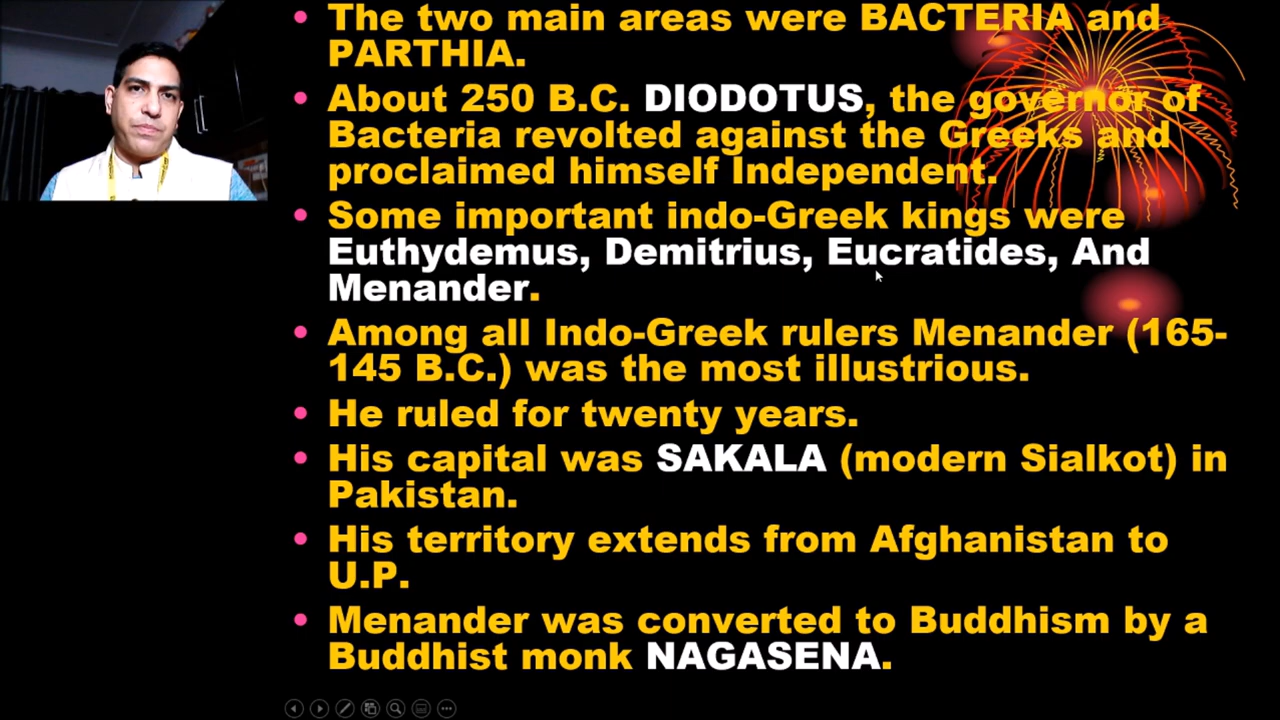 • The two main areas were BACTERIA and
PARTHIA.
• About 250 B.C. DIODOTUS, the governor of
Bacteria revolted against the Greeks and
proclaimed himself Independent.
• Some important indo-Greek kings were
Euthydemus, Demitrius, Eucratides, And
Menander.
• Among all Indo-Greek rulers Menander (165-
145 B.C.) was the most illustrious.
• He ruled for twenty years.
• His capital was SAKALA (modern Sialkot) in
Pakistan.
• His territory extends from Afghanistan to
U.P.
• Menander was converted to Buddhism by a
Buddhist monk NAGASENA.